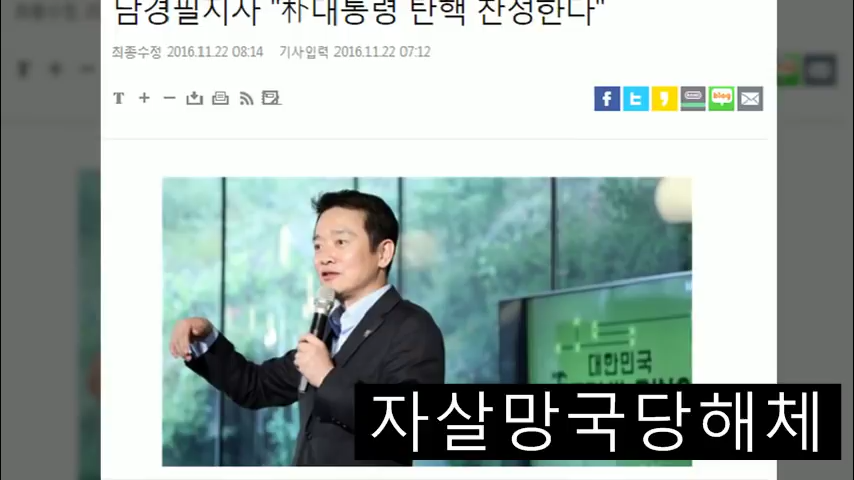 남경필지사 "朴대통령 탄핵 찬성한다"
최종수정 2016.11.22 08:14 기사입력 2016.11.22 07:12
T + −
f t blog
대한민국
자살망국당해체